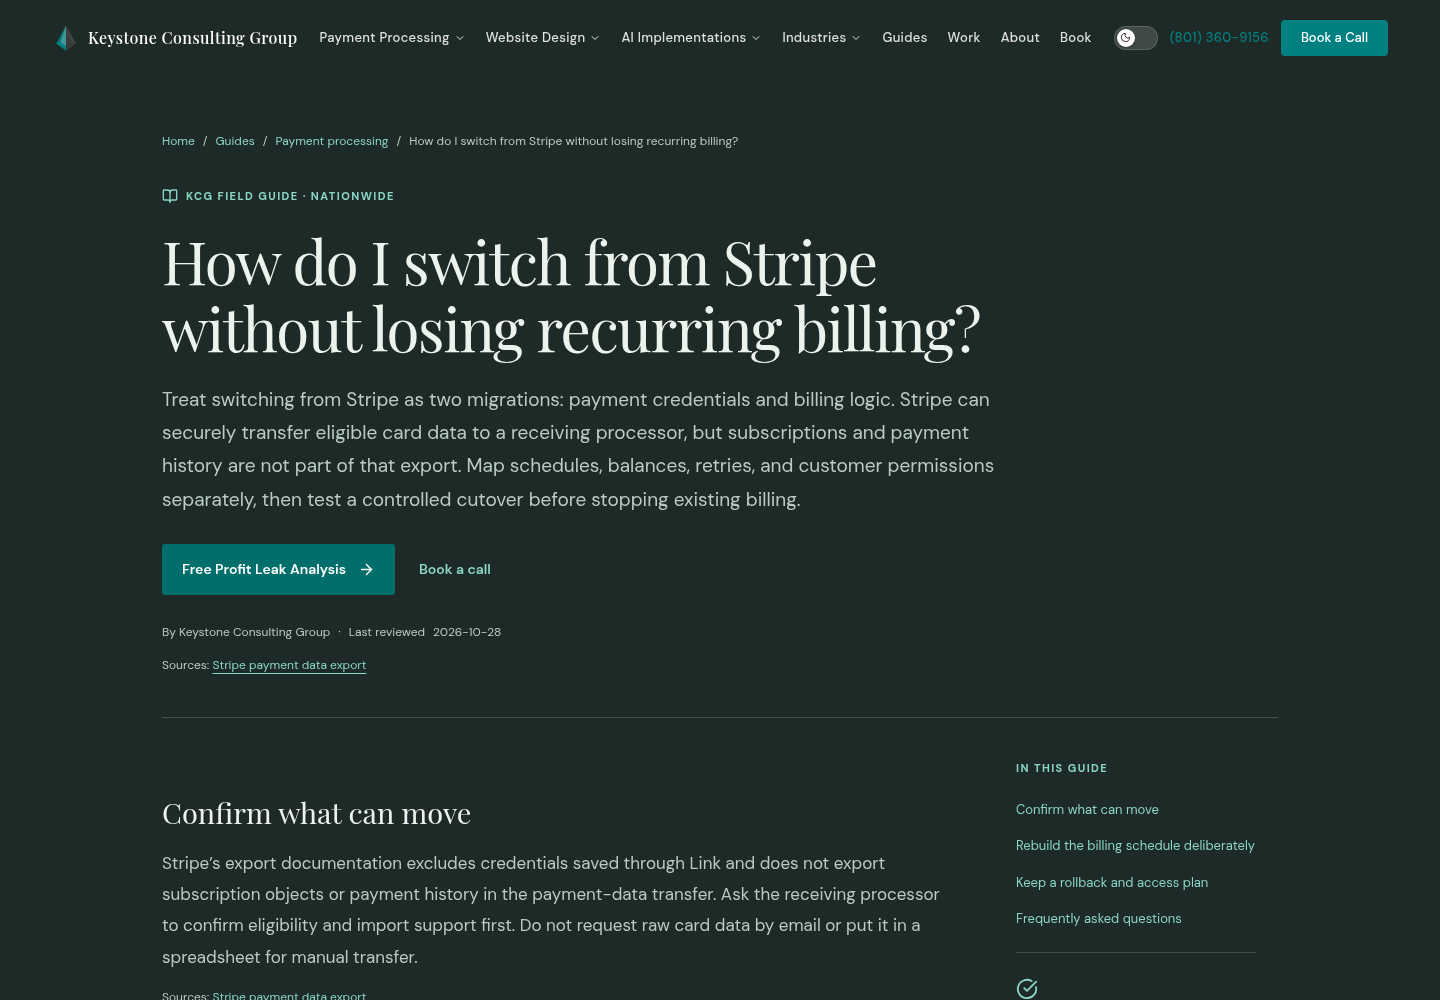 Keystone Consulting Group Payment Processing Website Design AI Implementations Industries Guides Work About Book (801) 360-9156 Book a Call
Home / Guides / Payment processing / How do I switch from Stripe without losing recurring billing?
KCG FIELD GUIDE · NATIONWIDE
How do I switch from Stripe
without losing recurring billing?
Treat switching from Stripe as two migrations: payment credentials and billing logic. Stripe can
securely transfer eligible card data to a receiving processor, but subscriptions and payment
history are not part of that export. Map schedules, balances, retries, and customer permissions
separately, then test a controlled cutover before stopping existing billing.
Free Profit Leak Analysis Book a call
By Keystone Consulting Group · Last reviewed 2026-10-28
Sources: Stripe payment data export
Confirm what can move
Stripe’s export documentation excludes credentials saved through Link and does not export
subscription objects or payment history in the payment-data transfer. Ask the receiving processor
to confirm eligibility and import support first. Do not request raw card data by email or put it in a
spreadsheet for manual transfer.
Sources: Stripe payment data export
IN THIS GUIDE
Confirm what can move
Rebuild the billing schedule deliberately
Keep a rollback and access plan
Frequently asked questions